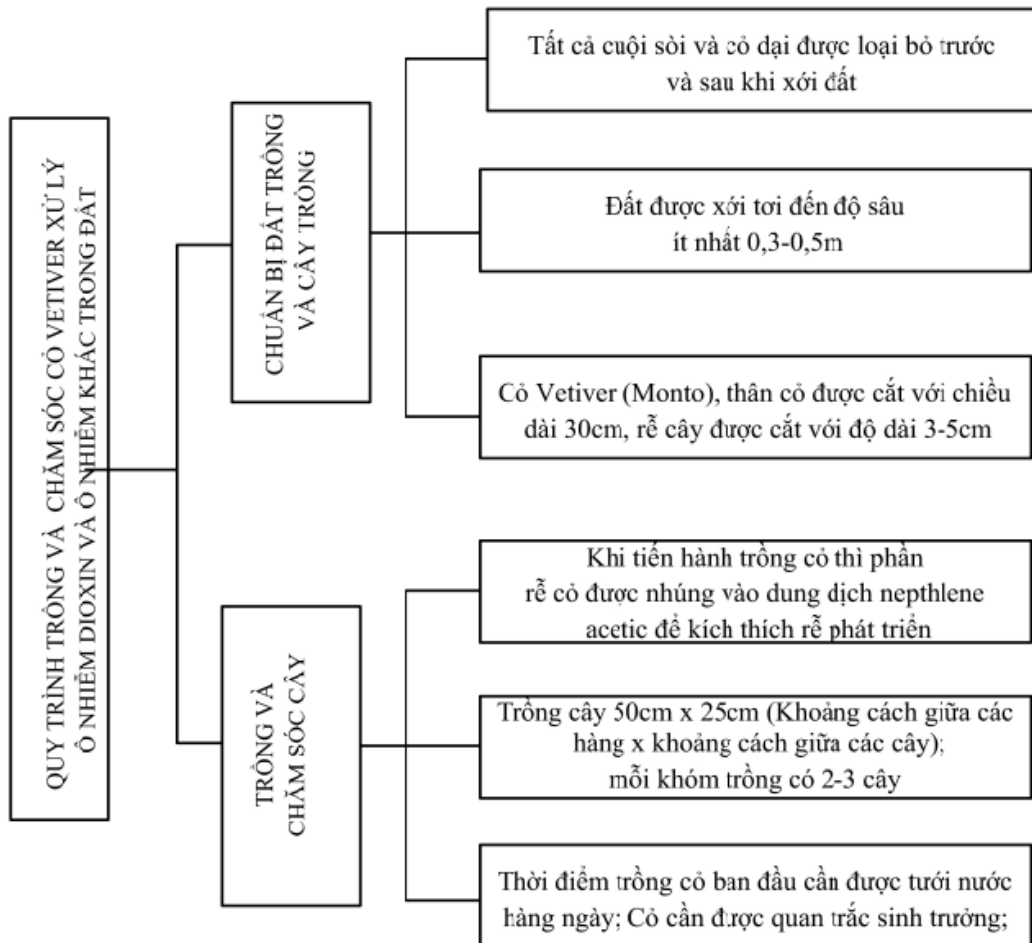 QUY TRÌNH TRỒNG VÀ CHĂM SÓC CỎ VETIVER XỬ LÝ
Ô NHIỄM DIOXIN VÀ Ô NHIỄM KHÁC TRONG ĐẤT
CHUẨN BỊ ĐẤT TRỒNG
VÀ CÂY TRỒNG
Tất cả cuội sỏi và cỏ dại được loại bỏ trước
và sau khi xới đất
Đất được xới tơi đến độ sâu
ít nhất 0,3-0,5m
Cỏ Vetiver (Monto), thân cỏ được cắt với chiều
dài 30cm, rễ cây được cắt với độ dài 3-5cm
TRỒNG VÀ
CHĂM SÓC CÂY
Khi tiến hành trồng cỏ thì phần
rễ cỏ được nhúng vào dung dịch nepthlene
acetic để kích thích rễ phát triển
Trồng cây 50cm x 25cm (Khoảng cách giữa các
hàng x khoảng cách giữa các cây);
mỗi khóm trồng có 2-3 cây
Thời điểm trồng cỏ ban đầu cần được tưới nước
hàng ngày; Cỏ cần được quan trắc sinh trưởng;